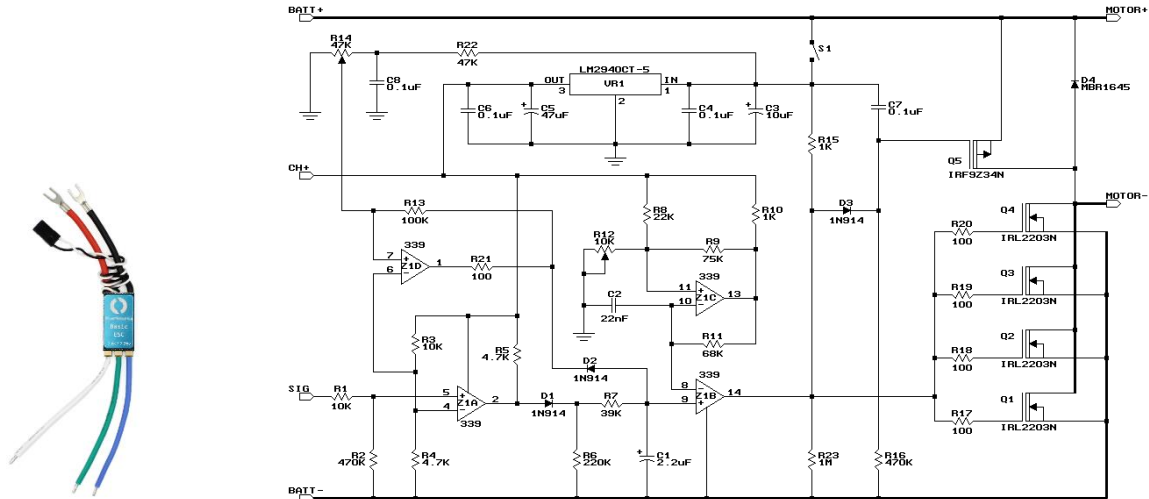 BATT+
MOTOR+
R14
47K
R22
47K
S1
C8
0.1uF
LM2940CT-5
OUT
VR1
IN
3
2
1
D4
MBR1645
C6
0.1uF
C5
47uF
C4
0.1uF
C3
10uF
C7
0.1uF
R15
1K
Q5
IRF9Z34N
CH+
MOTOR-
R13
100K
R8
22K
R10
1K
D3
1N914
R12
10K
R9
75K
339
7
Z1D
6
1
R21
100
339
11
Z1C
10
13
C2
22nF
R11
68K
R20
100
Q4
IRL2203N
R19
100
Q3
IRL2203N
R18
100
Q2
IRL2203N
R17
100
Q1
IRL2203N
R3
10K
R5
4.7K
D2
1N914
339
8
Z1B
9
14
SIG
R1
10K
5
Z1A
4
2
339
D1
1N914
R7
39K
R2
470K
R4
4.7K
R6
220K
C1
2.2uF
R23
1M
R16
470K
BATT-
Basic
ESC